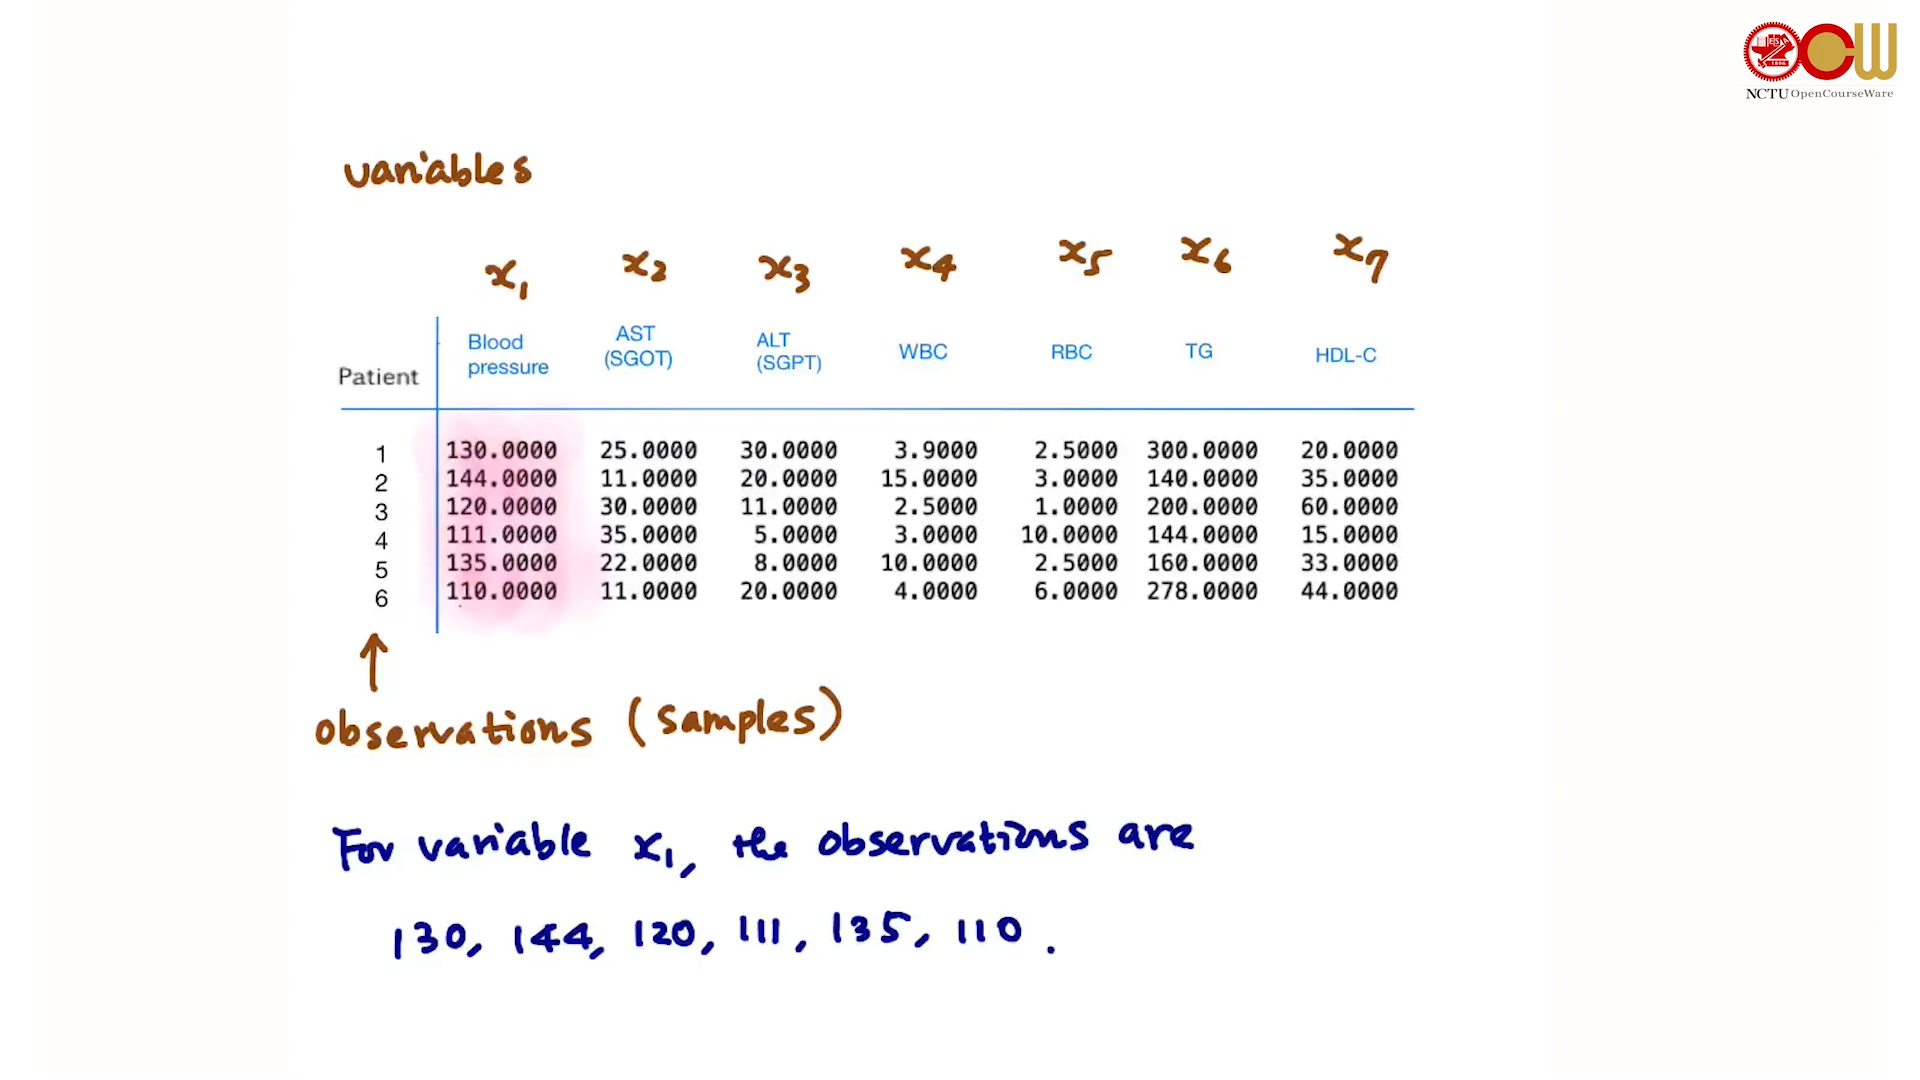 NCTU OpenCourseWare
variables
x1 x2 x3 x4 x5 x6 x7
Patient Blood pressure AST (SGOT) ALT (SGPT) WBC RBC TG HDL-C
1 130.0000 25.0000 30.0000 3.9000 2.5000 300.0000 20.0000
2 144.0000 11.0000 20.0000 15.0000 3.0000 140.0000 35.0000
3 120.0000 30.0000 11.0000 2.5000 1.0000 200.0000 60.0000
4 111.0000 35.0000 5.0000 3.0000 10.0000 144.0000 15.0000
5 135.0000 22.0000 8.0000 10.0000 2.5000 160.0000 33.0000
6 110.0000 11.0000 20.0000 4.0000 6.0000 278.0000 44.0000
observations (samples)
For variable x1, the observations are
130, 144, 120, 111, 135, 110.